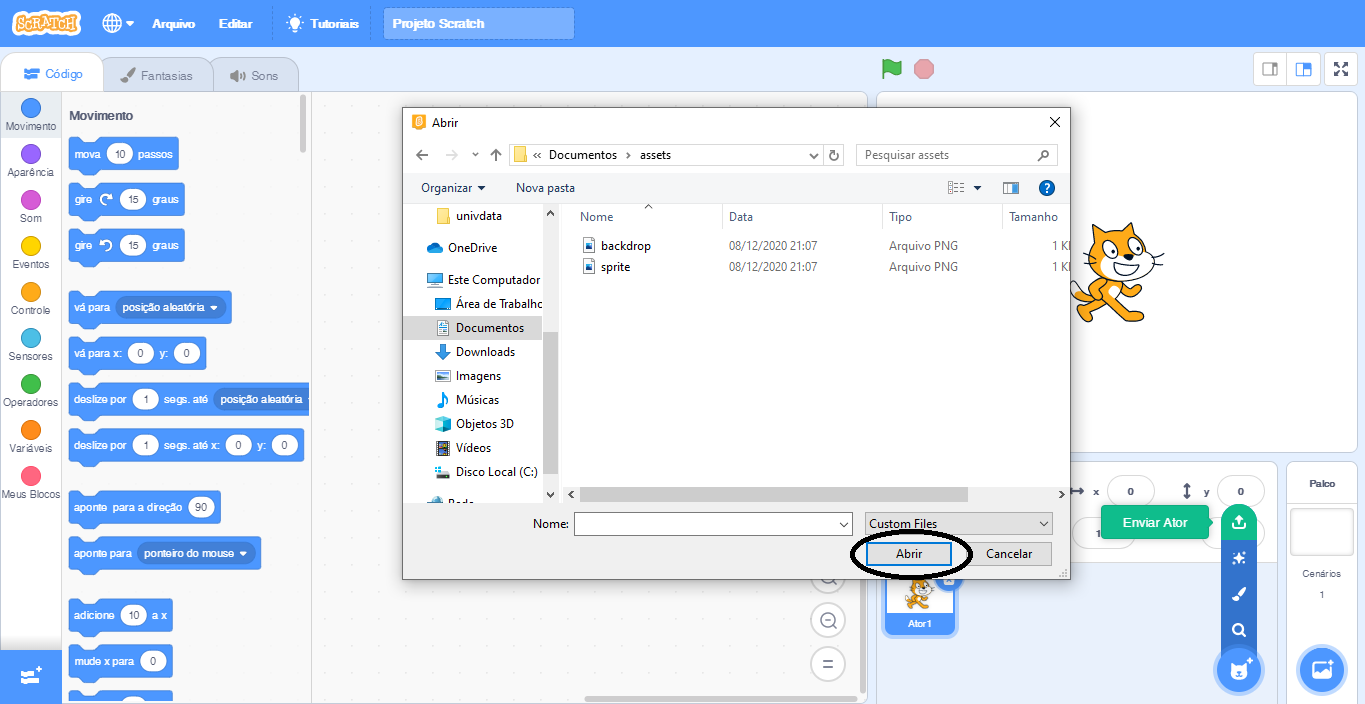 SCRATCH Arquivo Editar Tutoriais Projeto Scratch
Código Fantasias Sons
Movimento
Aparência
Som
Eventos
Controle
Sensores
Operadores
Variáveis
Meus Blocos
Movimento
mova 10 passos
gire 15 graus
gire 15 graus
vá para posição aleatória
vá para x: 0 y: 0
deslize por 1 segs. até posição aleatória
deslize por 1 segs. até x: 0 y: 0
aponte para a direção 90
aponte para ponteiro do mouse
adicione 10 a x
mude x para 0
Abrir
« Documentos › assets
Pesquisar assets
Organizar Nova pasta
univdata
OneDrive
Este Computador
Área de Trabalho
Documentos
Downloads
Imagens
Músicas
Objetos 3D
Vídeos
Disco Local (C:)
Nome Data Tipo Tamanho
backdrop 08/12/2020 21:07 Arquivo PNG 1 K
sprite 08/12/2020 21:07 Arquivo PNG 1 K
Nome: Custom Files
Abrir Cancelar
x 0 y 0
Enviar Ator
Ator1
Palco
Cenários
1